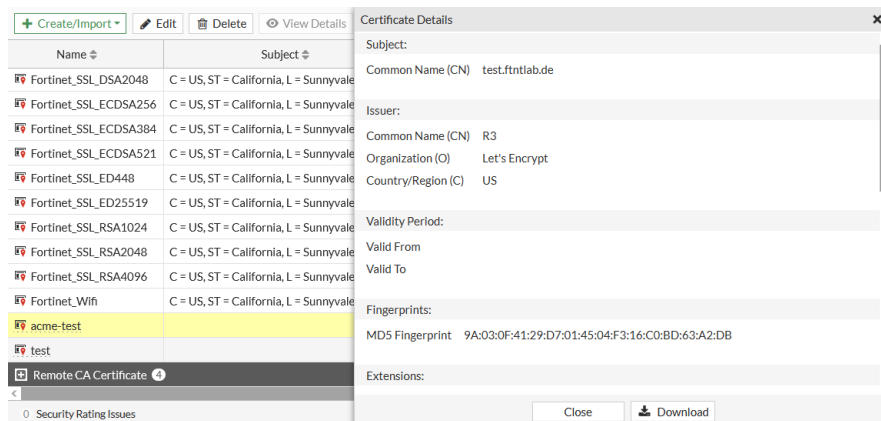 + Create/Import Edit Delete View Details
Name Subject
Fortinet_SSL_DSA2048 C = US, ST = California, L = Sunnyvale
Fortinet_SSL_ECDSA256 C = US, ST = California, L = Sunnyvale
Fortinet_SSL_ECDSA384 C = US, ST = California, L = Sunnyvale
Fortinet_SSL_ECDSA521 C = US, ST = California, L = Sunnyvale
Fortinet_SSL_ED448 C = US, ST = California, L = Sunnyvale
Fortinet_SSL_ED25519 C = US, ST = California, L = Sunnyvale
Fortinet_SSL_RSA1024 C = US, ST = California, L = Sunnyvale
Fortinet_SSL_RSA2048 C = US, ST = California, L = Sunnyvale
Fortinet_SSL_RSA4096 C = US, ST = California, L = Sunnyvale
Fortinet_Wifi C = US, ST = California, L = Sunnyvale
acme-test
test
Remote CA Certificate 4
0 Security Rating Issues
Certificate Details
Subject:
Common Name (CN) test.ftntlab.de
Issuer:
Common Name (CN) R3
Organization (O) Let's Encrypt
Country/Region (C) US
Validity Period:
Valid From
Valid To
Fingerprints:
MD5 Fingerprint 9A:03:0F:41:29:D7:01:45:04:F3:16:C0:BD:63:A2:DB
Extensions:
Close Download